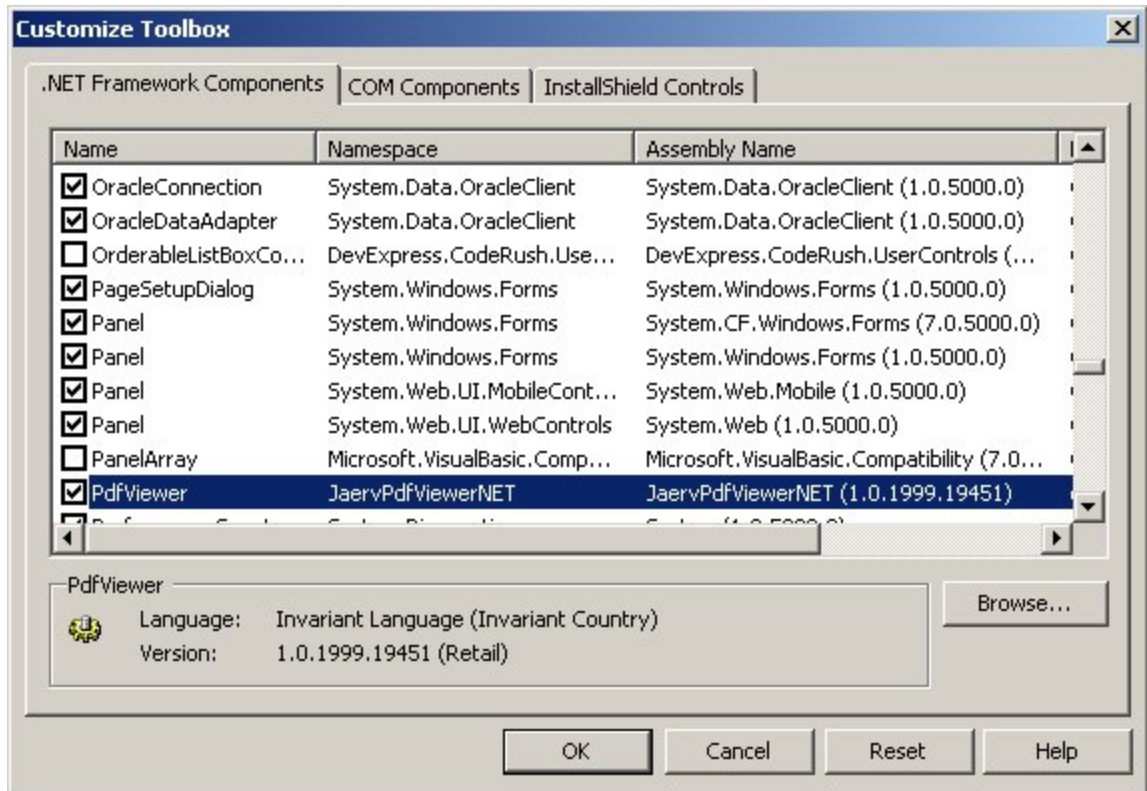 Customize Toolbox
.NET Framework Components COM Components InstallShield Controls
Name Namespace Assembly Name
OracleConnection System.Data.OracleClient System.Data.OracleClient (1.0.5000.0)
OracleDataAdapter System.Data.OracleClient System.Data.OracleClient (1.0.5000.0)
OrderableListBoxCo... DevExpress.CodeRush.Use... DevExpress.CodeRush.UserControls (...
PageSetupDialog System.Windows.Forms System.Windows.Forms (1.0.5000.0)
Panel System.Windows.Forms System.CF.Windows.Forms (7.0.5000.0)
Panel System.Windows.Forms System.Windows.Forms (1.0.5000.0)
Panel System.Web.UI.MobileCont... System.Web.Mobile (1.0.5000.0)
Panel System.Web.UI.WebControls System.Web (1.0.5000.0)
PanelArray Microsoft.VisualBasic.Comp... Microsoft.VisualBasic.Compatibility (7.0...
PdfViewer JaervPdfViewerNET JaervPdfViewerNET (1.0.1999.19451)
PdfViewer
Language: Invariant Language (Invariant Country)
Version: 1.0.1999.19451 (Retail)
Browse...
OK Cancel Reset Help